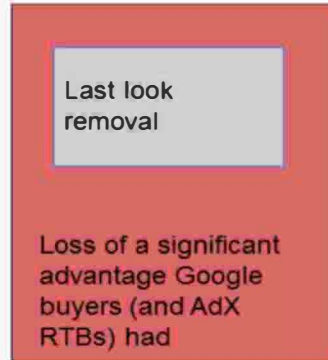 Last look
removal
Loss of a significant
advantage Google
buyers (and AdX
RTBs) had